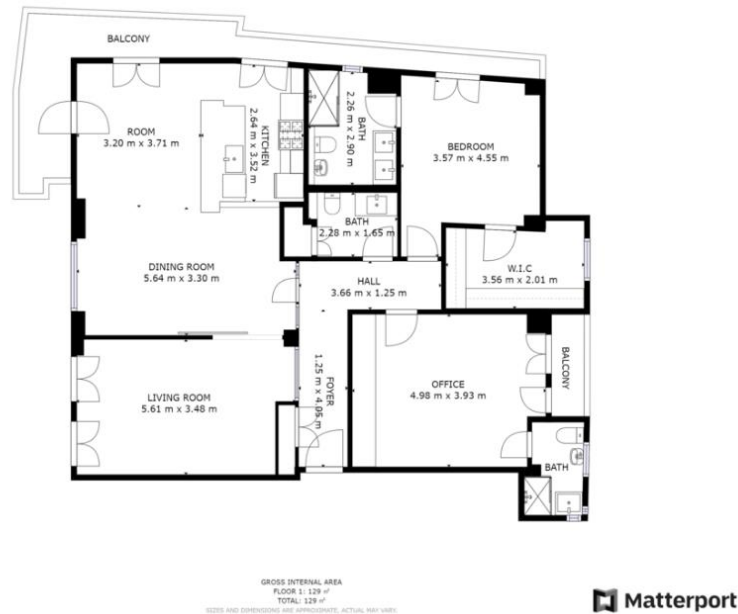 BALCONY
ROOM
3.20 m x 3.71 m
KITCHEN
2.64 m x 3.52 m
BATH
2.26 m x 2.90 m
BEDROOM
3.57 m x 4.55 m
BATH
2.28 m x 1.65 m
W.I.C
3.56 m x 2.01 m
DINING ROOM
5.64 m x 3.30 m
HALL
3.66 m x 1.25 m
FOYER
1.25 m x 4.05 m
LIVING ROOM
5.61 m x 3.48 m
OFFICE
4.98 m x 3.93 m
BALCONY
BATH
GROSS INTERNAL AREA
FLOOR 1: 129 m²
TOTAL: 129 m²
SIZES AND DIMENSIONS ARE APPROXIMATE, ACTUAL MAY VARY.
Matterport